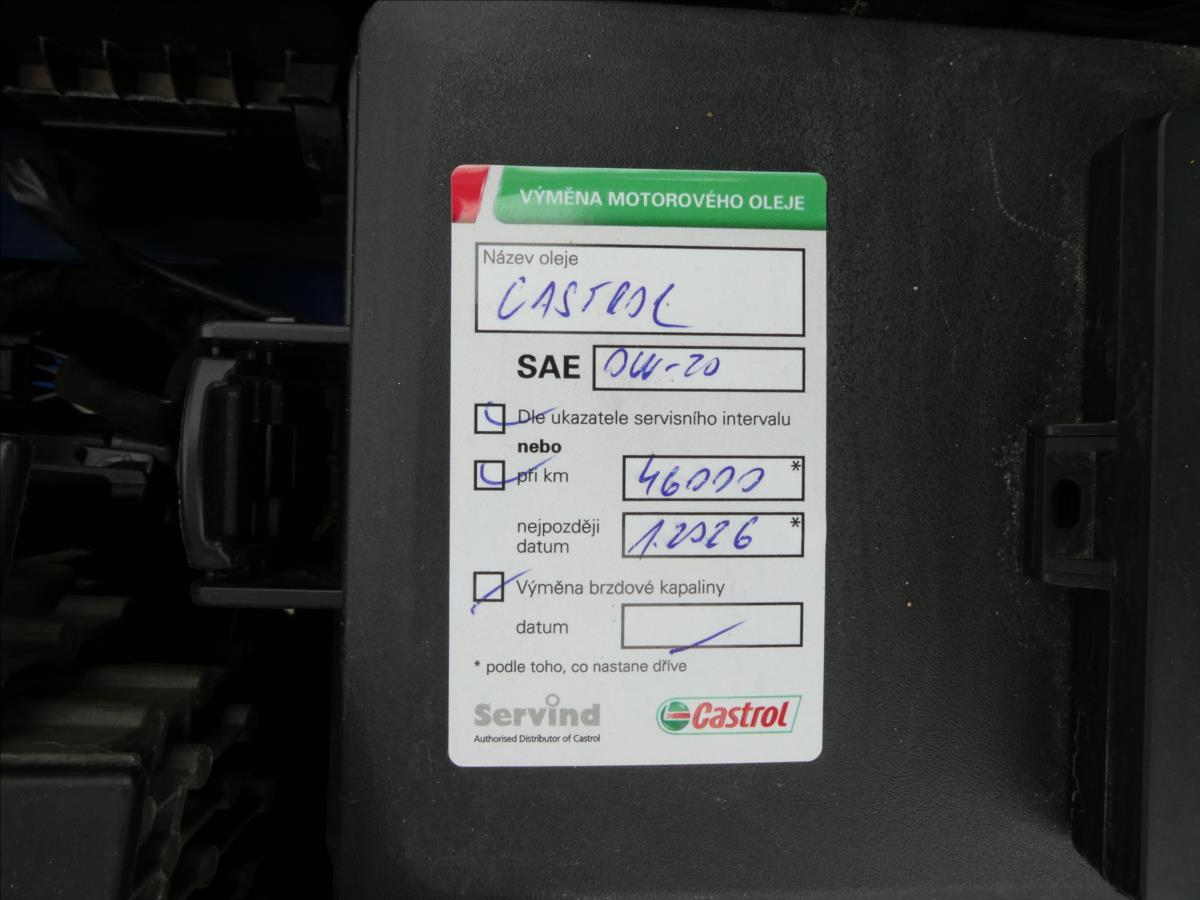 VÝMĚNA MOTOROVÉHO OLEJE
Název oleje
CASTROL
SAE 0W-20
Dle ukazatele servisního intervalu
nebo
při km 46000 *
nejpozději
datum 1.2026 *
Výměna brzdové kapaliny
datum
* podle toho, co nastane dříve
Servind
Authorised Distributor of Castrol
Castrol